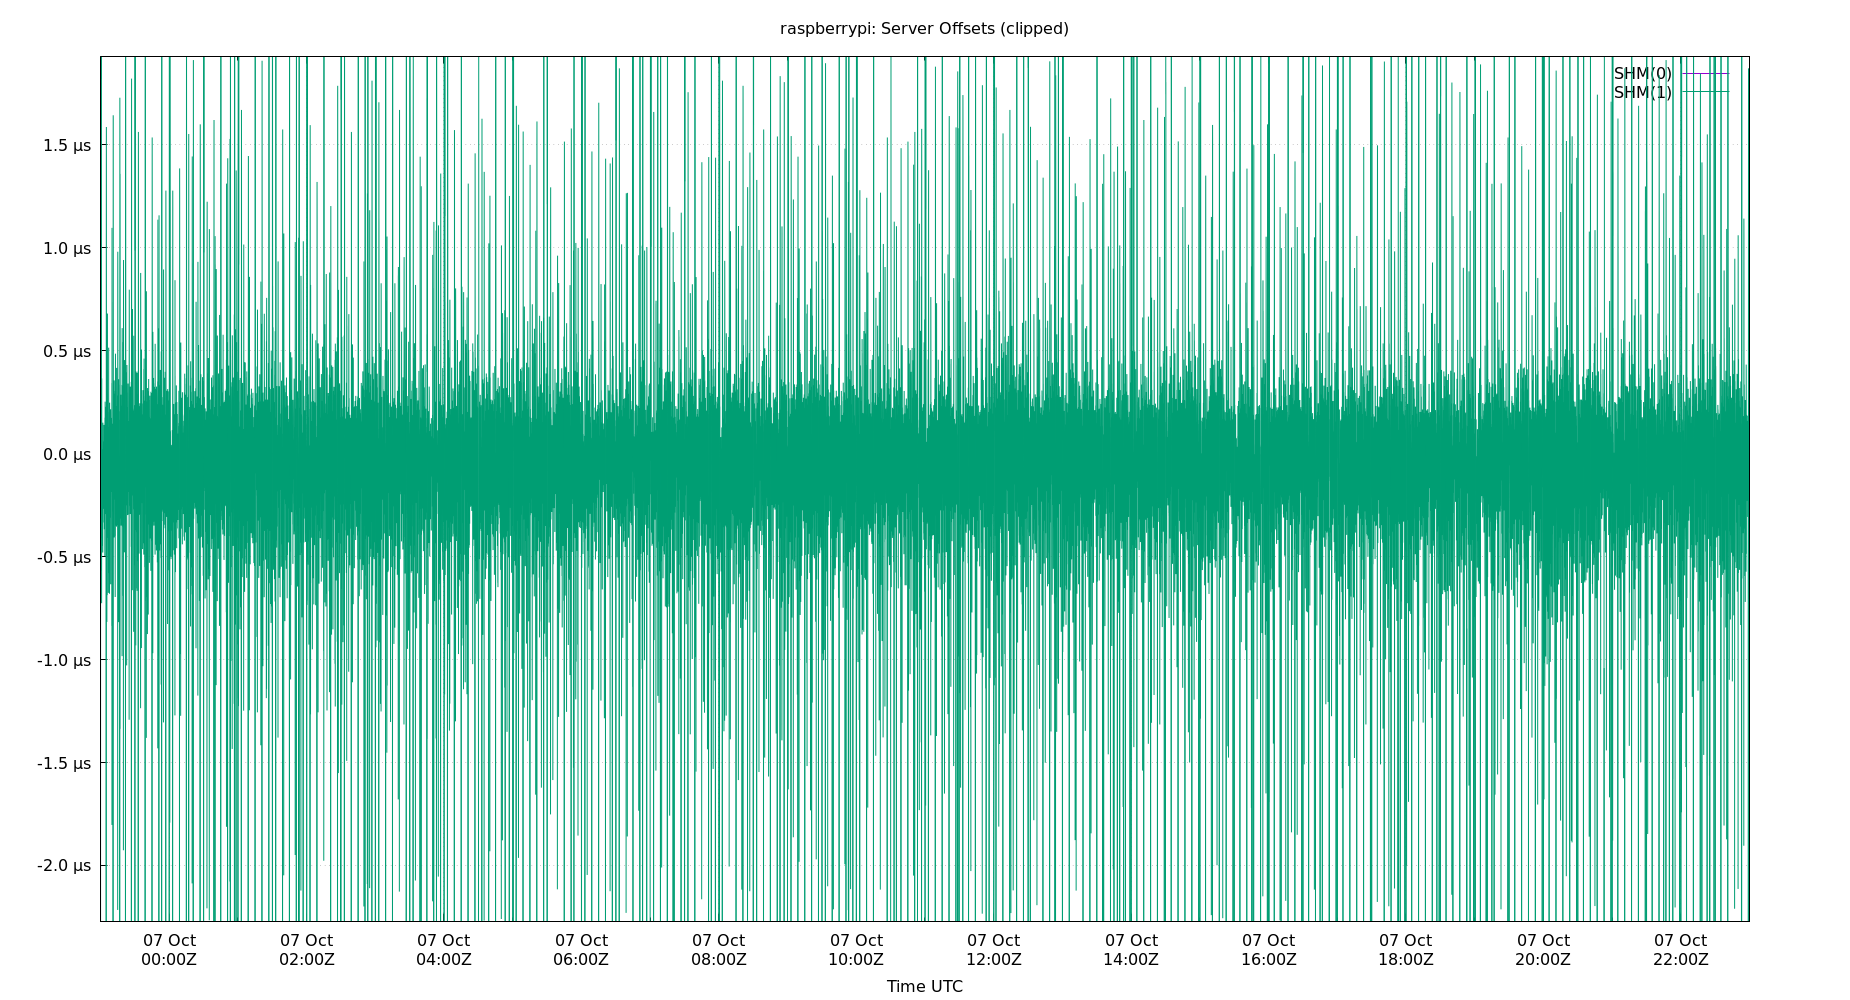 raspberrypi: Server Offsets (clipped)
SHM(0)
SHM(1)
1.5 µs
1.0 µs
0.5 µs
0.0 µs
-0.5 µs
-1.0 µs
-1.5 µs
-2.0 µs
07 Oct 07 Oct 07 Oct 07 Oct 07 Oct 07 Oct 07 Oct 07 Oct 07 Oct 07 Oct 07 Oct 07 Oct
00:00Z 02:00Z 04:00Z 06:00Z 08:00Z 10:00Z 12:00Z 14:00Z 16:00Z 18:00Z 20:00Z 22:00Z
Time UTC